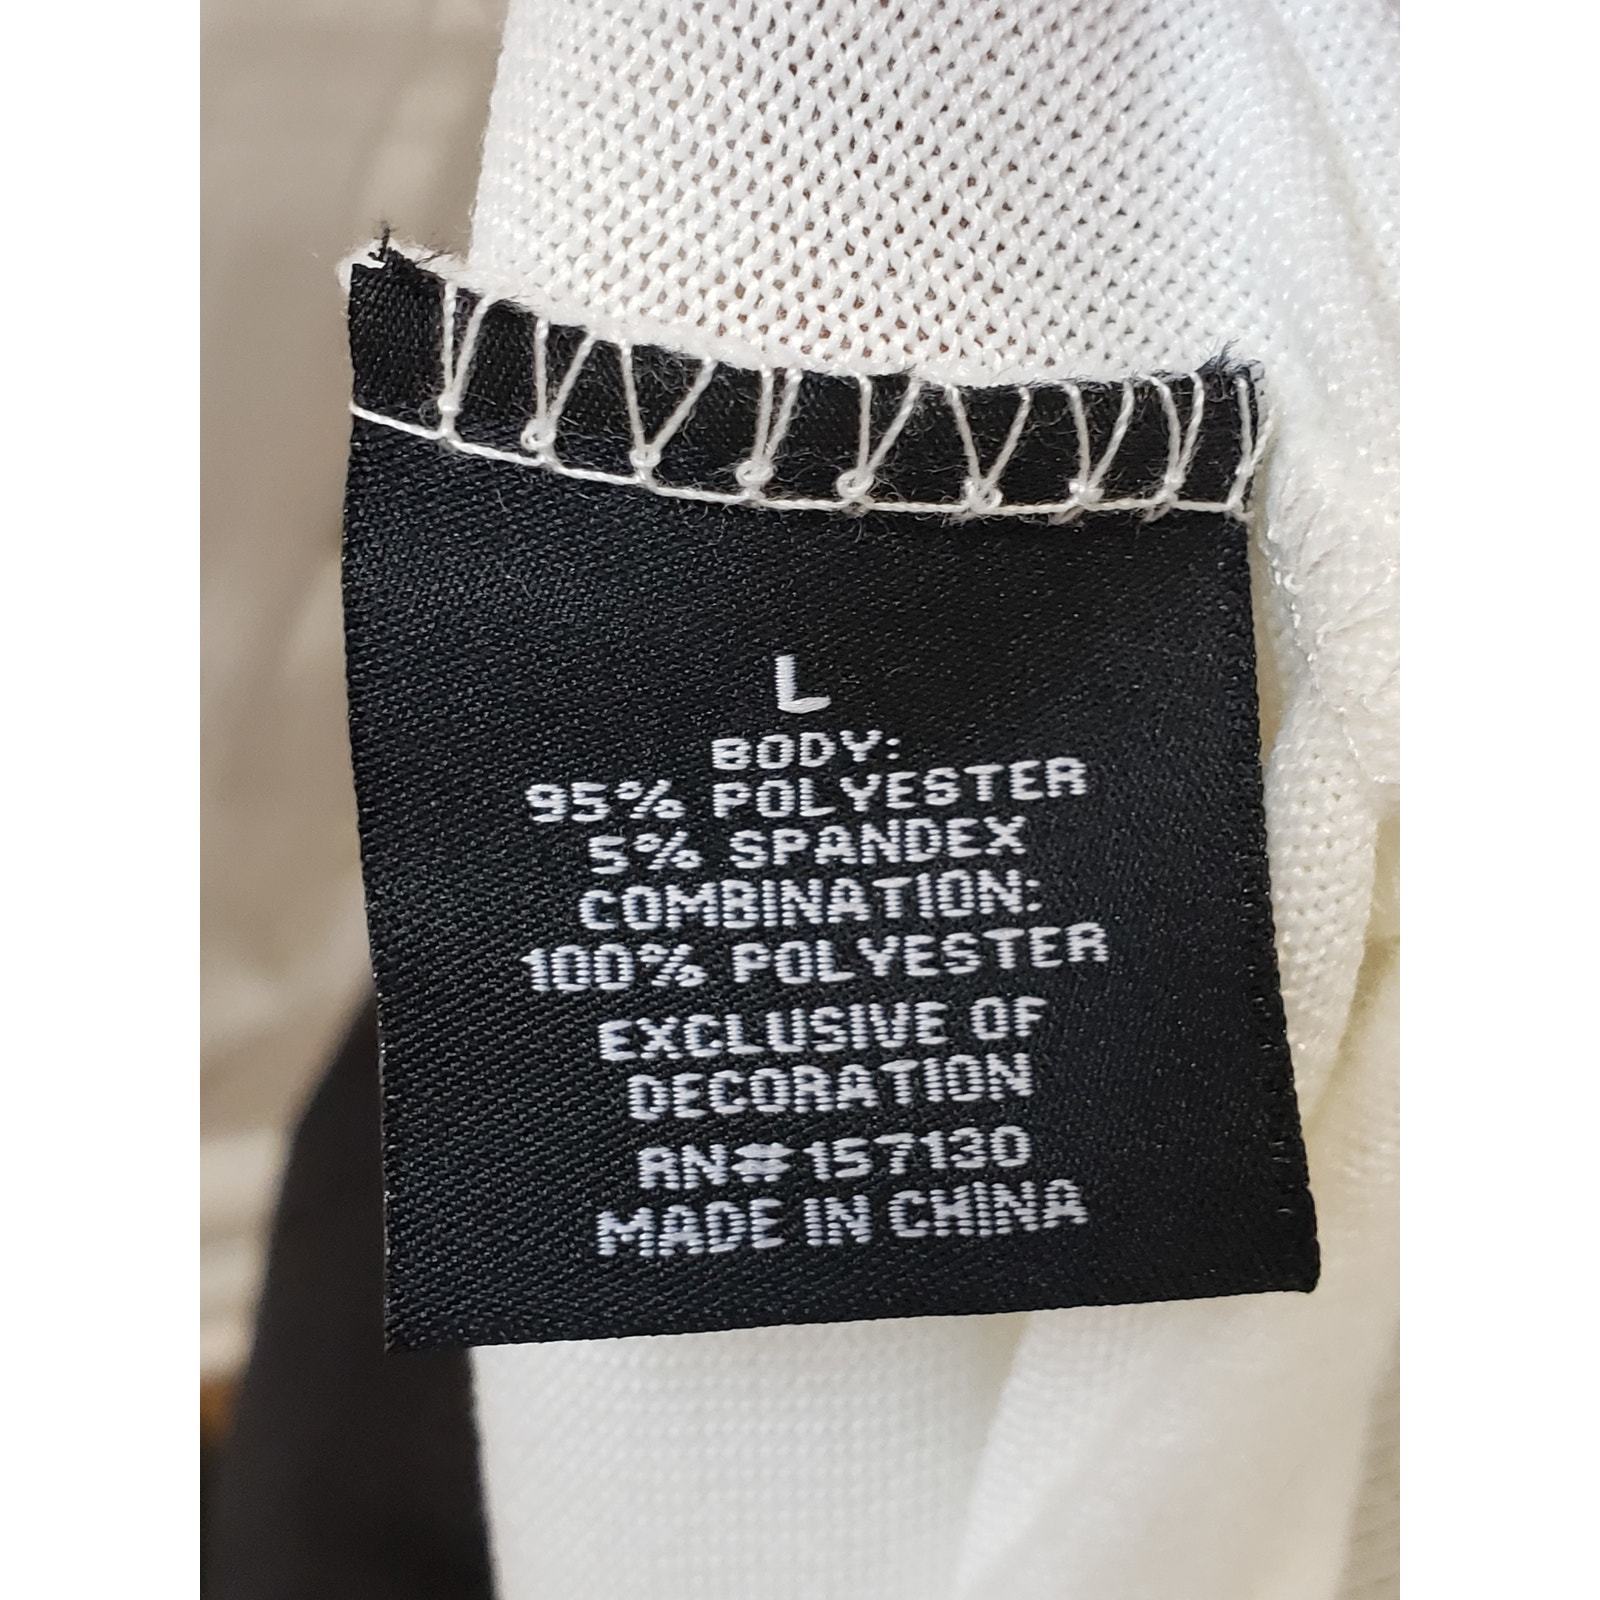 L
BODY:
95% POLYESTER
5% SPANDEX
COMBINATION:
100% POLYESTER
EXCLUSIVE OF
DECORATION
RN#157130
MADE IN CHINA